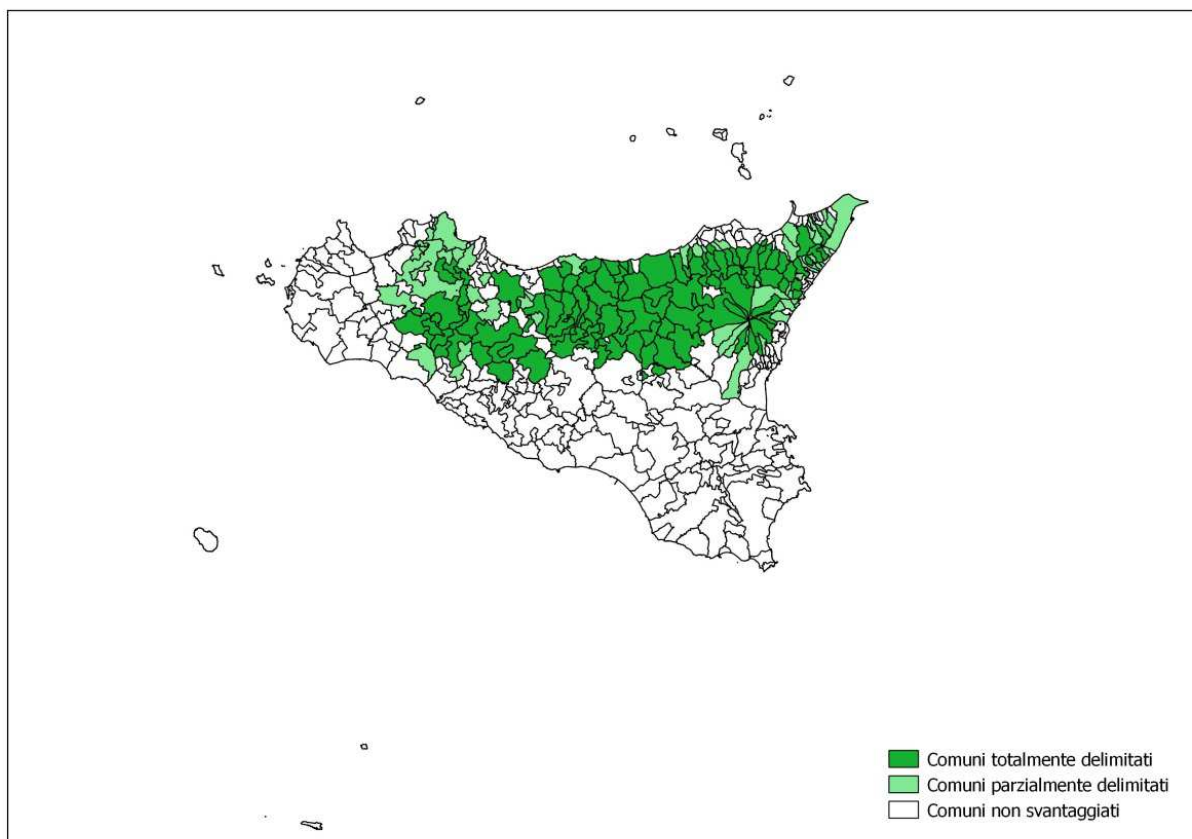 Comuni totalmente delimitati
Comuni parzialmente delimitati
Comuni non svantaggiati